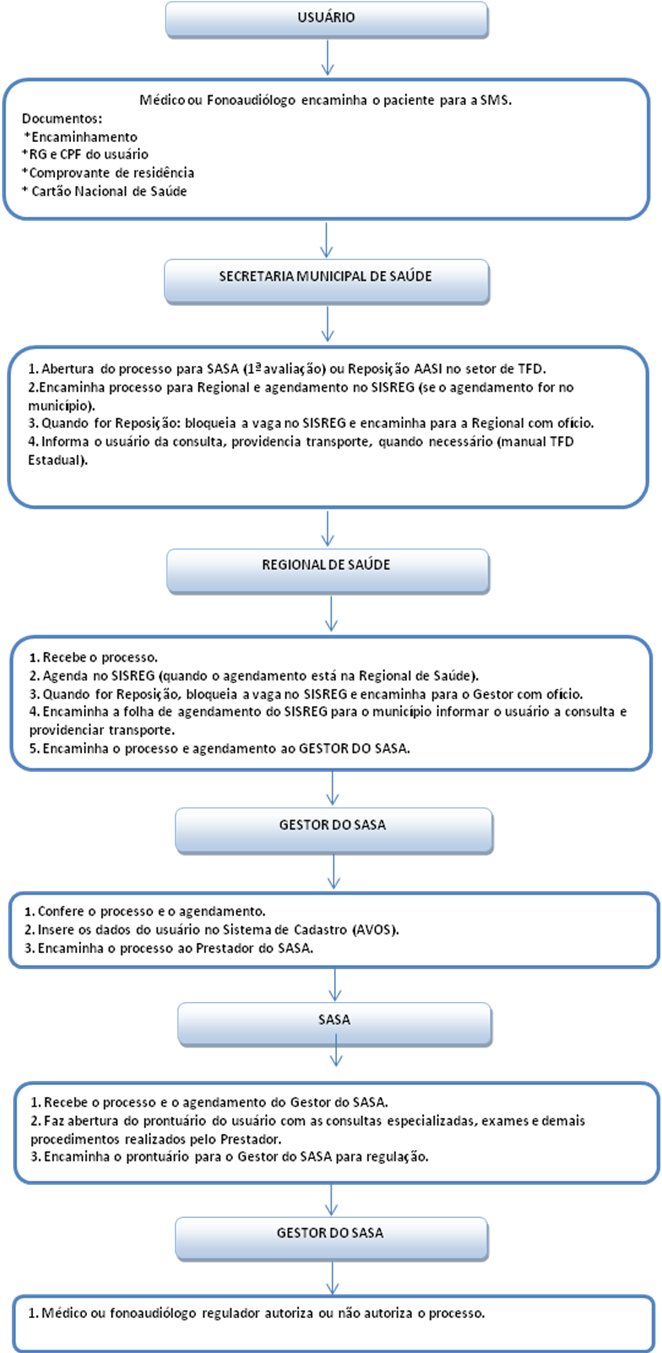 USUÁRIO
Médico ou Fonoaudiólogo encaminha o paciente para a SMS.
Documentos:
*Encaminhamento
*RG e CPF do usuário
*Comprovante de residência
* Cartão Nacional de Saúde
SECRETARIA MUNICIPAL DE SAÚDE
1. Abertura do processo para SASA (1ª avaliação) ou Reposição AASI no setor de TFD.
2.Encaminha processo para Regional e agendamento no SISREG (se o agendamento for no
município).
3. Quando for Reposição: bloqueia a vaga no SISREG e encaminha para a Regional com ofício.
4. Informa o usuário da consulta, providencia transporte, quando necessário (manual TFD
Estadual).
REGIONAL DE SAÚDE
1. Recebe o processo.
2. Agenda no SISREG (quando o agendamento está na Regional de Saúde).
3. Quando for Reposição, bloqueia a vaga no SISREG e encaminha para o Gestor com ofício.
4. Encaminha a folha de agendamento do SISREG para o município informar o usuário a consulta e
providenciar transporte.
5. Encaminha o processo e agendamento ao GESTOR DO SASA.
GESTOR DO SASA
1. Confere o processo e o agendamento.
2. Insere os dados do usuário no Sistema de Cadastro (AVOS).
3. Encaminha o processo ao Prestador do SASA.
SASA
1. Recebe o processo e o agendamento do Gestor do SASA.
2. Faz abertura do prontuário do usuário com as consultas especializadas, exames e demais
procedimentos realizados pelo Prestador.
3. Encaminha o prontuário para o Gestor do SASA para regulação.
GESTOR DO SASA
1. Médico ou fonoaudiólogo regulador autoriza ou não autoriza o processo.